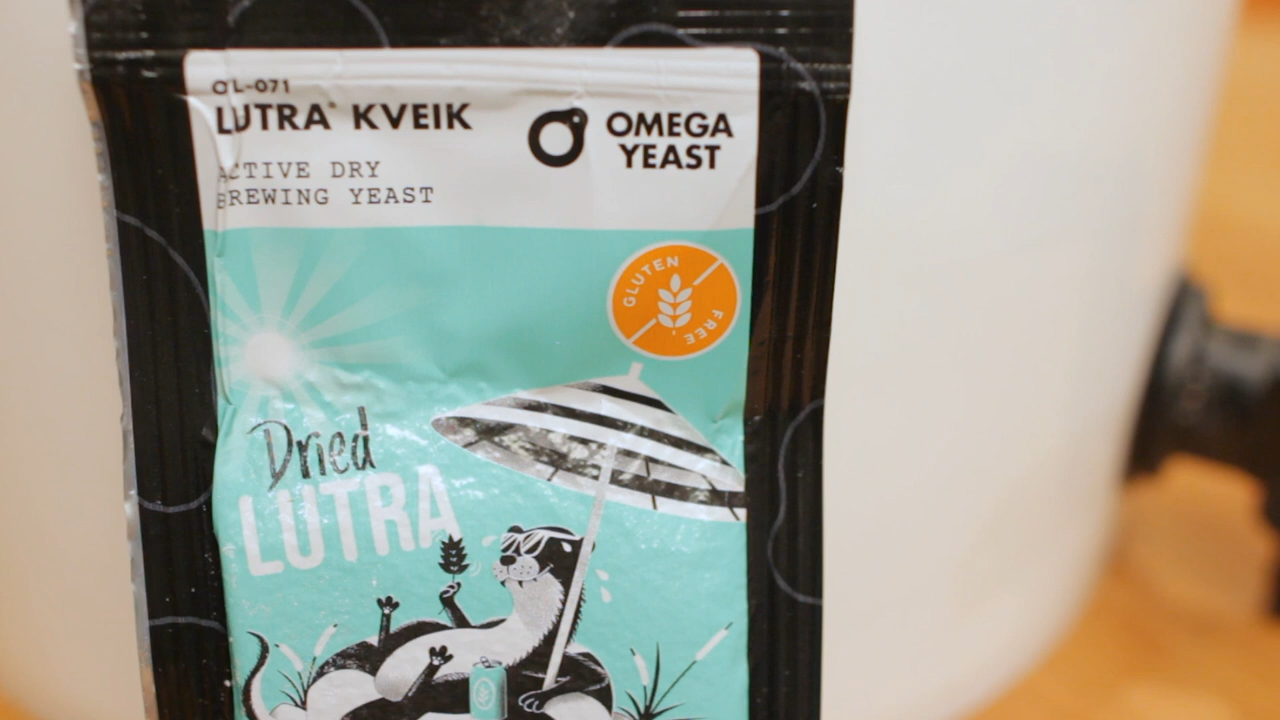 OL-071
LUTRA® KVEIK
OMEGA
YEAST
ACTIVE DRY
BREWING YEAST
GLUTEN
FREE
Dried
LUTRA